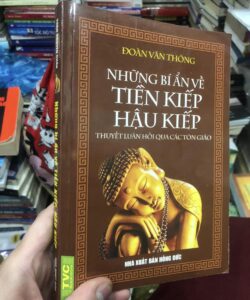 ĐOÀN VĂN THÔNG
NHỮNG BÍ ẨN VỀ
TIỀN KIẾP
HẬU KIẾP
THUYẾT LUÂN HỒI QUA CÁC TÔN GIÁO
NHÀ XUẤT BẢN HỒNG ĐỨC
TVC